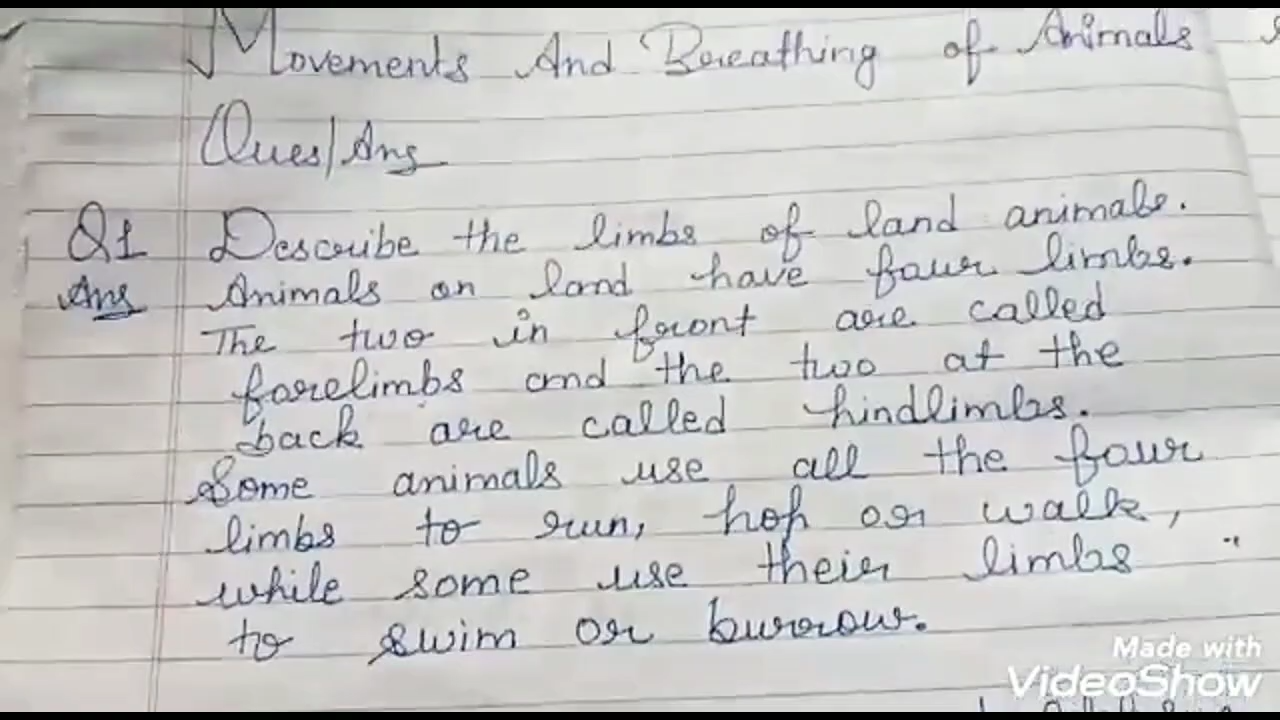 Movements And Breathing of Animals
Ques/Ans
Q1 Describe the limbs of land animals.
Ans Animals on land have four limbs.
The two in front are called
forelimbs and the two at the
back are called hindlimbs.
Some animals use all the four
limbs to run, hop or walk,
while some use their limbs
to swim or burrow.
Made with
VideoShow